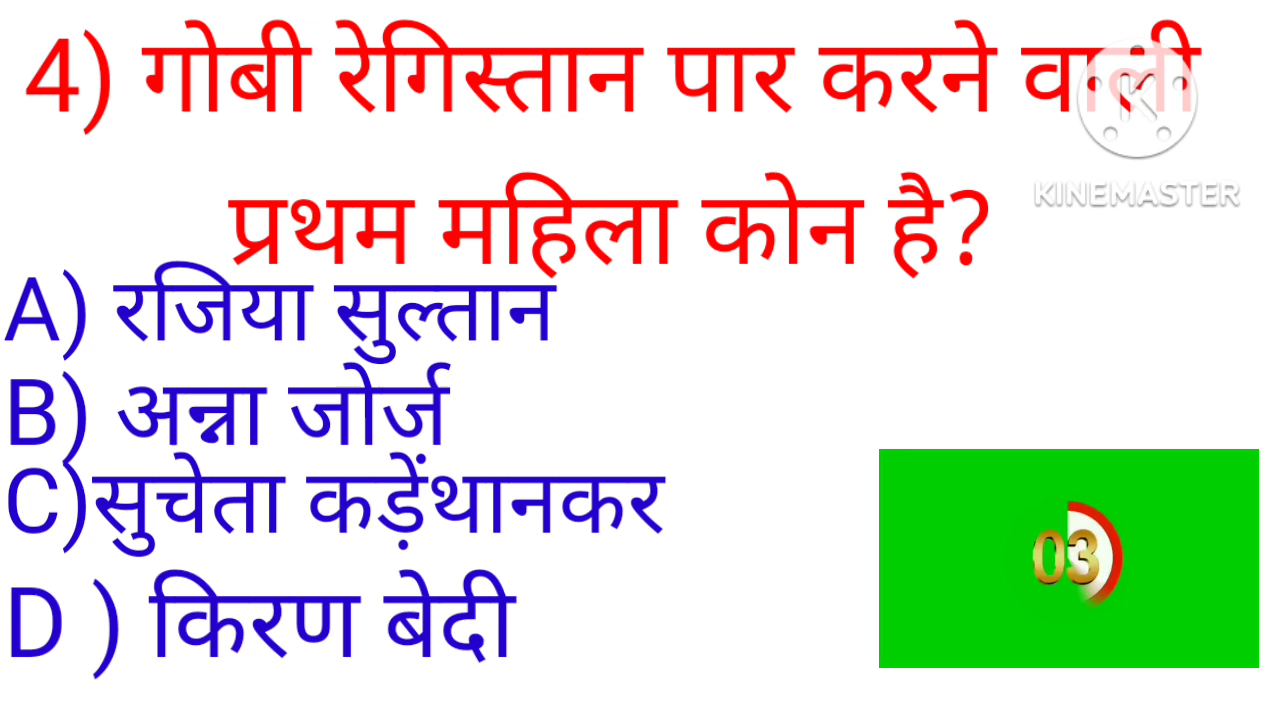 4) गोबी रेगिस्तान पार करने वाली
प्रथम महिला कोन है?
A) रजिया सुल्तान
B) अन्ना जोर्ज़
C)सुचेता कड़ेंथानकर
D ) किरण बेदी
KINEMASTER
03